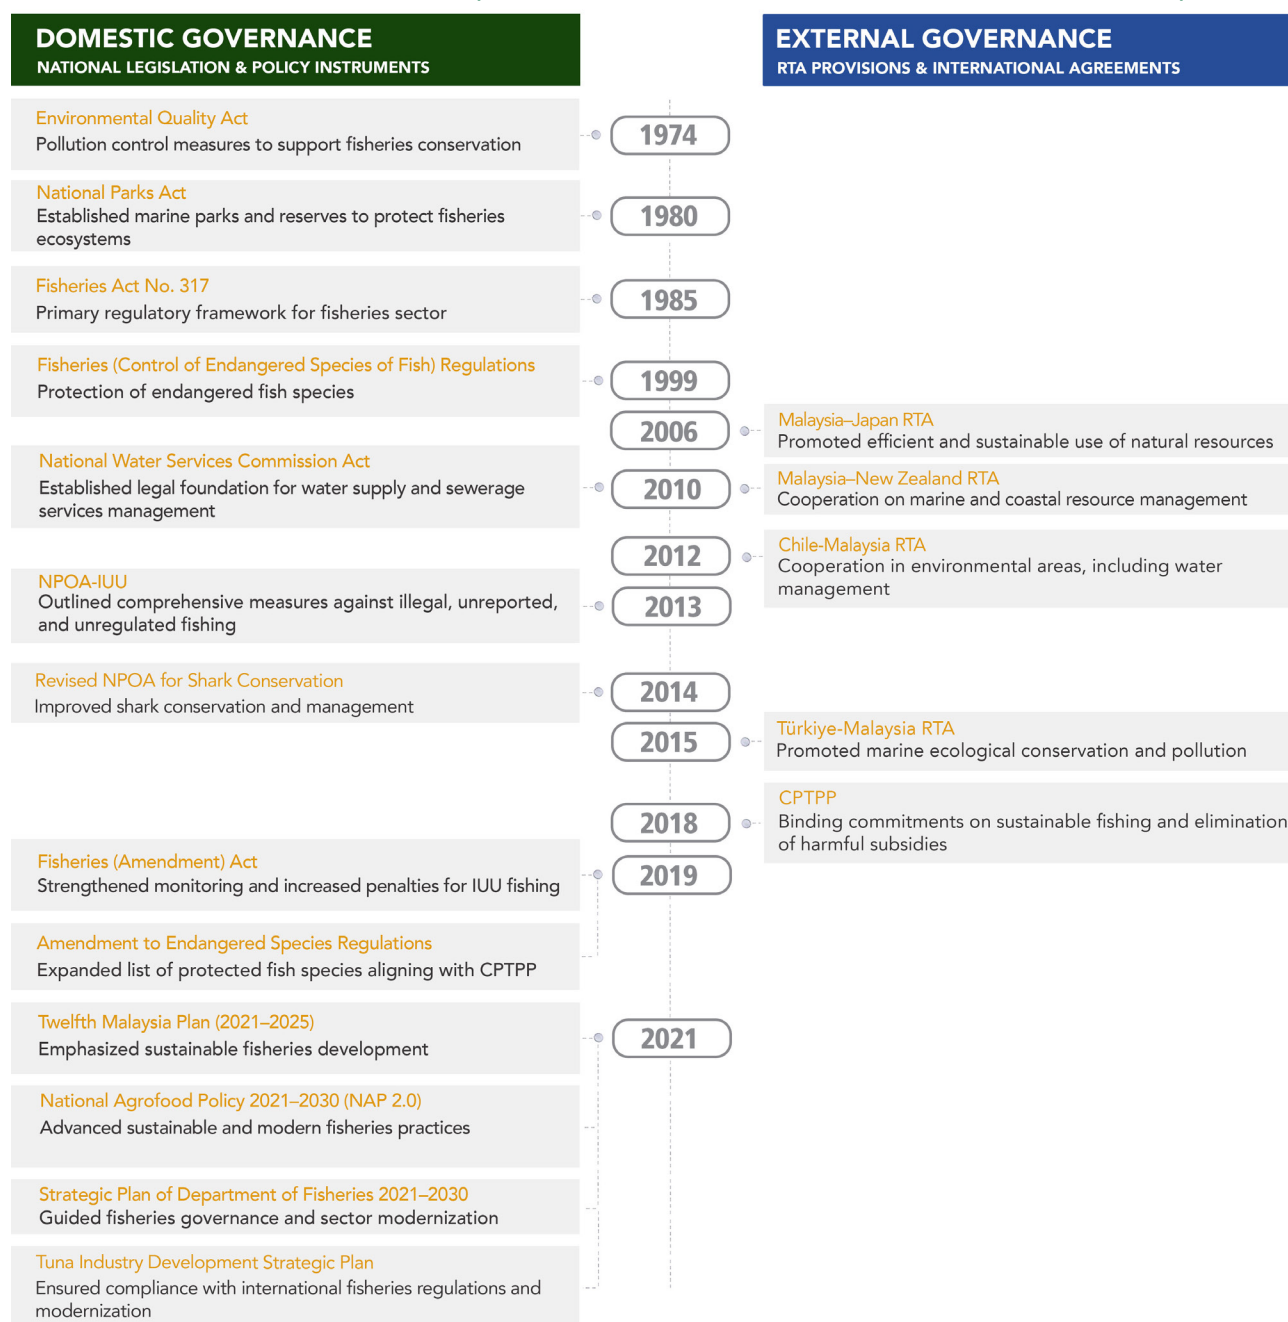 DOMESTIC GOVERNANCE
NATIONAL LEGISLATION & POLICY INSTRUMENTS
EXTERNAL GOVERNANCE
RTA PROVISIONS & INTERNATIONAL AGREEMENTS
Environmental Quality Act
Pollution control measures to support fisheries conservation
1974
National Parks Act
Established marine parks and reserves to protect fisheries
ecosystems
1980
Fisheries Act No. 317
Primary regulatory framework for fisheries sector
1985
Fisheries (Control of Endangered Species of Fish) Regulations
Protection of endangered fish species
1999
2006
Malaysia–Japan RTA
Promoted efficient and sustainable use of natural resources
National Water Services Commission Act
Established legal foundation for water supply and sewerage
services management
2010
Malaysia–New Zealand RTA
Cooperation on marine and coastal resource management
2012
Chile-Malaysia RTA
Cooperation in environmental areas, including water
management
NPOA-IUU
Outlined comprehensive measures against illegal, unreported,
and unregulated fishing
2013
Revised NPOA for Shark Conservation
Improved shark conservation and management
2014
2015
Türkiye-Malaysia RTA
Promoted marine ecological conservation and pollution
2018
CPTPP
Binding commitments on sustainable fishing and elimination
of harmful subsidies
Fisheries (Amendment) Act
Strengthened monitoring and increased penalties for IUU fishing
2019
Amendment to Endangered Species Regulations
Expanded list of protected fish species aligning with CPTPP
Twelfth Malaysia Plan (2021–2025)
Emphasized sustainable fisheries development
2021
National Agrofood Policy 2021–2030 (NAP 2.0)
Advanced sustainable and modern fisheries practices
Strategic Plan of Department of Fisheries 2021–2030
Guided fisheries governance and sector modernization
Tuna Industry Development Strategic Plan
Ensured compliance with international fisheries regulations and
modernization